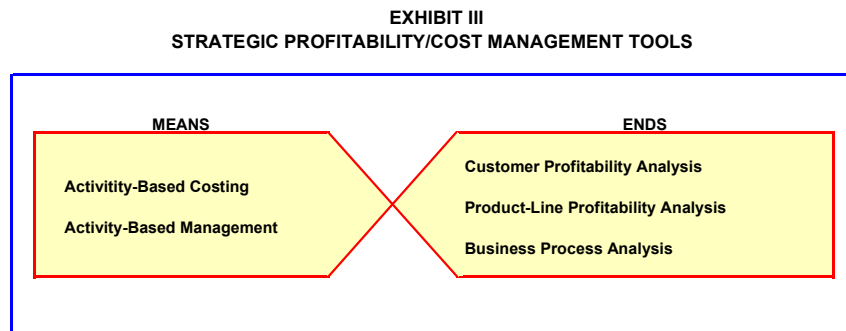 EXHIBIT III
STRATEGIC PROFITABILITY/COST MANAGEMENT TOOLS
MEANS
Activitity-Based Costing
Activity-Based Management
ENDS
Customer Profitability Analysis
Product-Line Profitability Analysis
Business Process Analysis